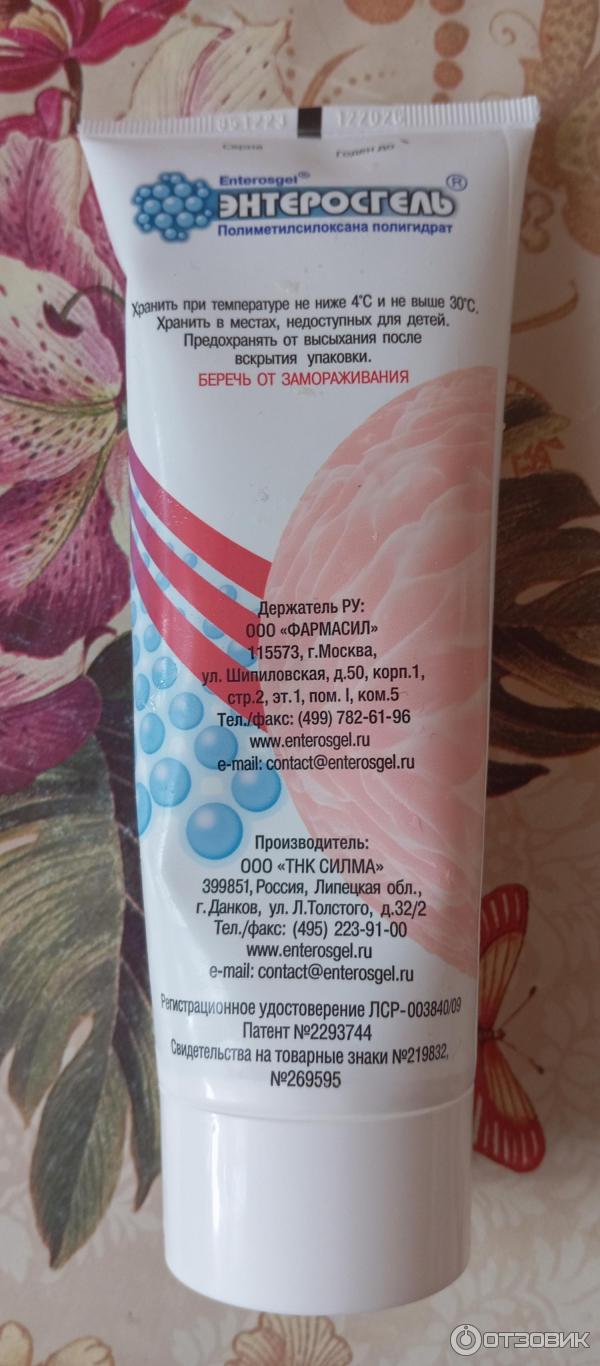 051223 122026
Серия Годен до
Enterosgel®
ЭНТЕРОСГЕЛЬ®
Полиметилсилоксана полигидрат
Хранить при температуре не ниже 4°С и не выше 30°С.
Хранить в местах, недоступных для детей.
Предохранять от высыхания после
вскрытия упаковки.
БЕРЕЧЬ ОТ ЗАМОРАЖИВАНИЯ
Держатель РУ:
ООО «ФАРМАСИЛ»
115573, г.Москва,
ул. Шипиловская, д.50, корп.1,
стр.2, эт.1, пом. I, ком.5
Тел./факс: (499) 782-61-96
www.enterosgel.ru
e-mail: contact@enterosgel.ru
Производитель:
ООО «ТНК СИЛМА»
399851, Россия, Липецкая обл.,
г. Данков, ул. Л.Толстого, д.32/2
Тел./факс: (495) 223-91-00
www.enterosgel.ru
e-mail: contact@enterosgel.ru
Регистрационное удостоверение ЛСР-003840/09
Патент №2293744
Свидетельства на товарные знаки №219832,
№269595
ОТЗОВИК